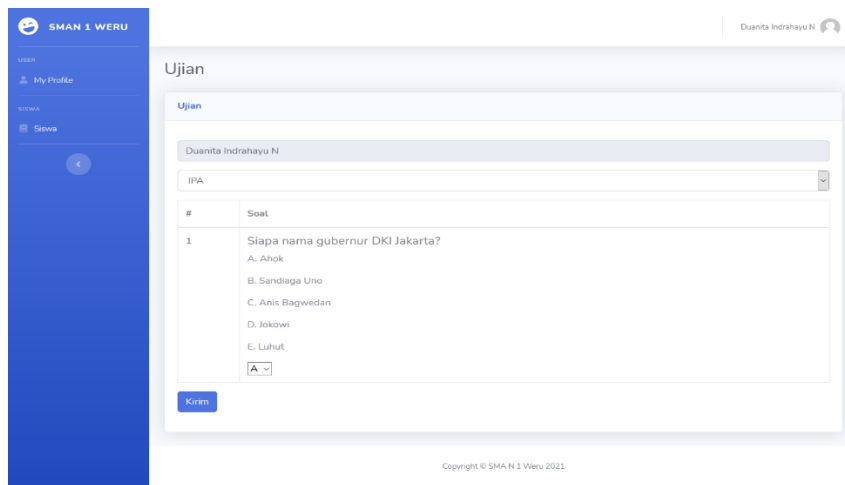 SMAN 1 WERU
Duanita Indrahayu N
USER
My Profile
SISWA
Siswa
Ujian
Ujian
Duanita Indrahayu N
IPA
# Soal
1 Siapa nama gubernur DKI Jakarta?
A. Ahok
B. Sandiaga Uno
C. Anis Bagwedan
D. Jokowi
E. Luhut
A
Kirim
Copyright © SMA N 1 Weru 2021